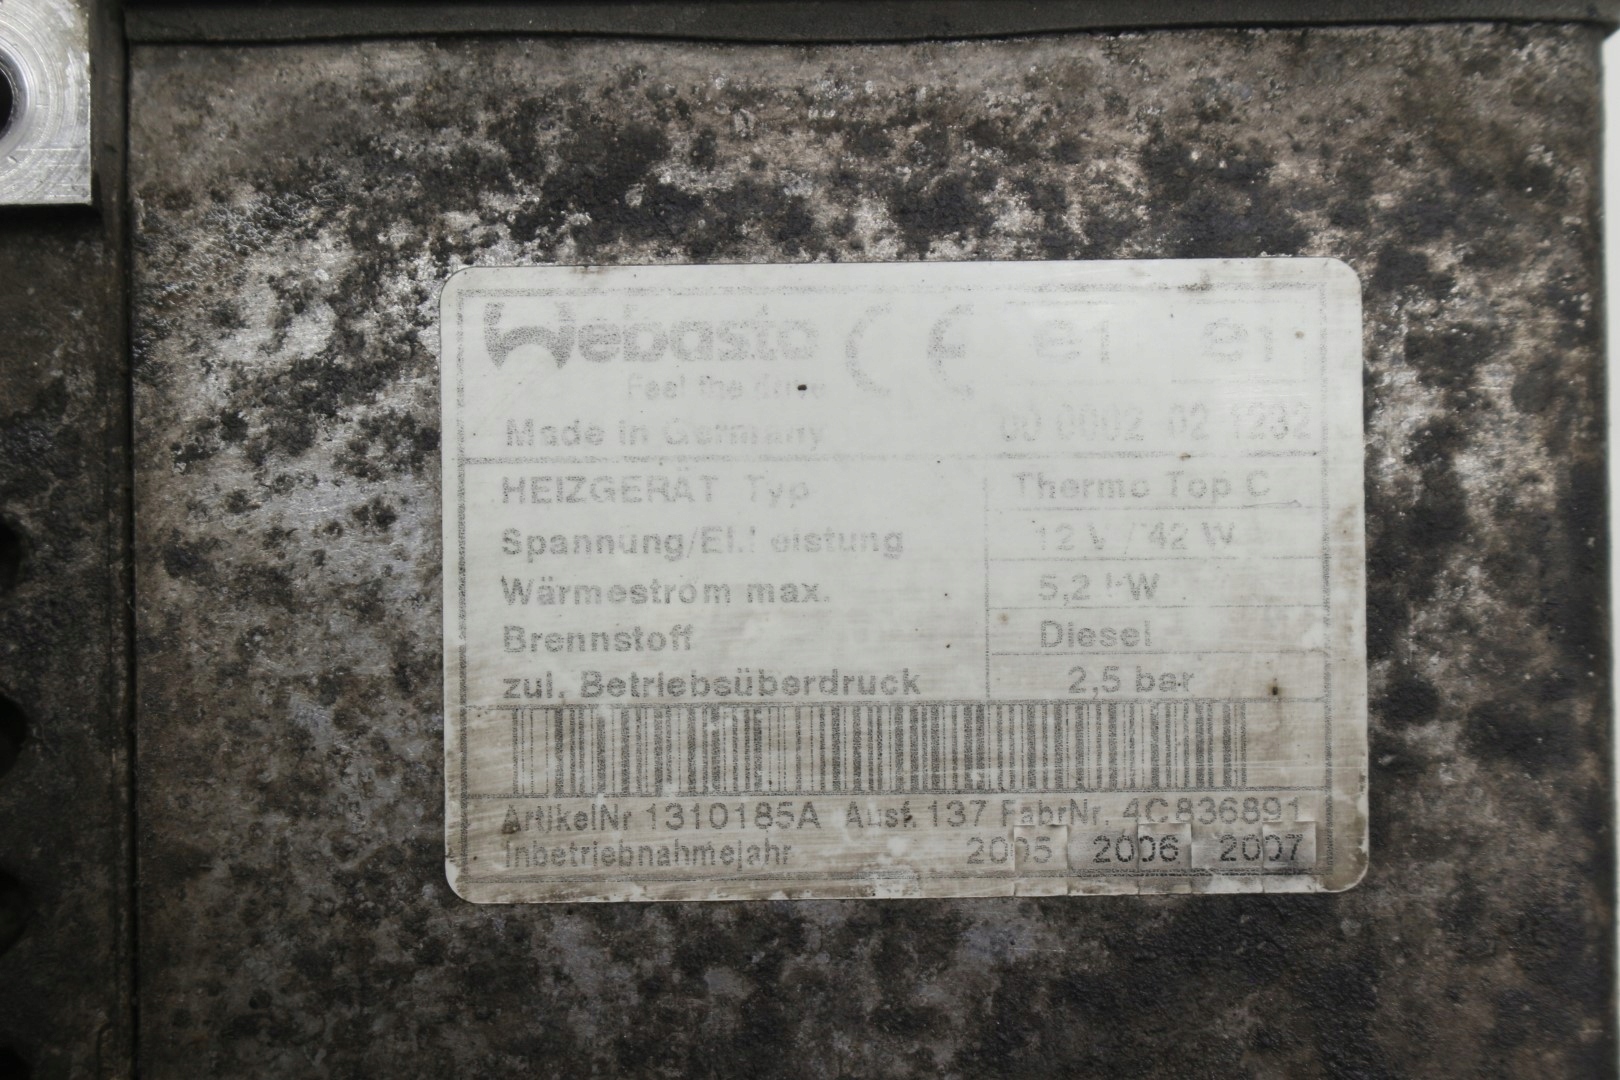 Webasto CE e1 e1
Feel the drive
Made in Germany 00 0002 02 1232
HEIZGERÄT Typ Thermo Top C
Spannung/El.Leistung 12 V / 42 W
Wärmestrom max. 5,2 kW
Brennstoff Diesel
zul. Betriebsüberdruck 2,5 bar
ArtikelNr 1310185A Ausf. 137 FabrNr. 4C836891
Inbetriebnahmejahr 2005 2006 2007